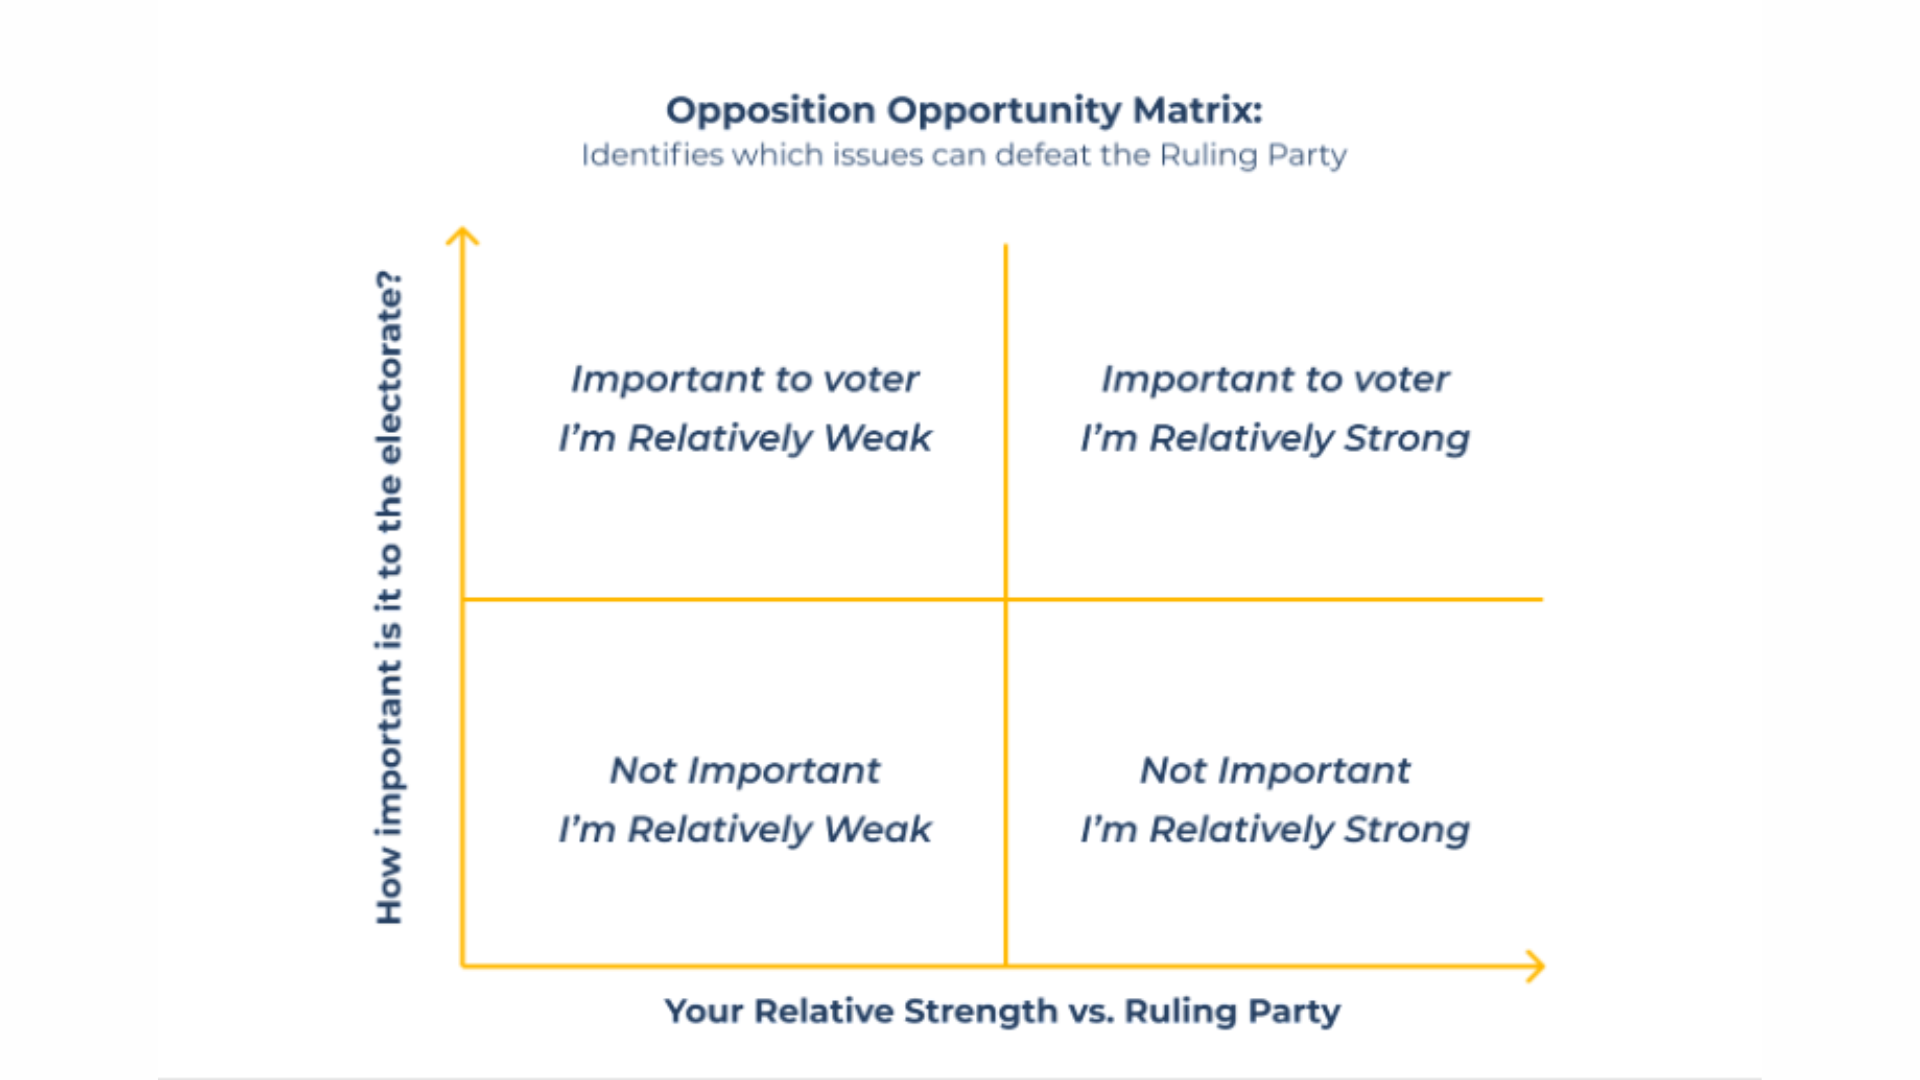 Opposition Opportunity Matrix:
Identifies which issues can defeat the Ruling Party
How important is it to the electorate?
Important to voter
I’m Relatively Weak
Important to voter
I’m Relatively Strong
Not Important
I’m Relatively Weak
Not Important
I’m Relatively Strong
Your Relative Strength vs. Ruling Party